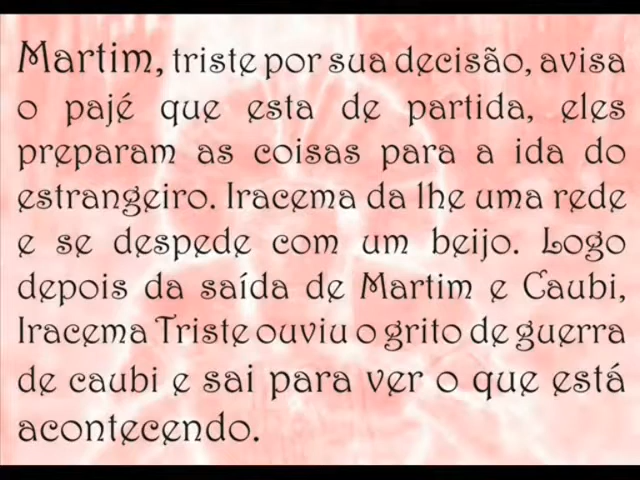 Martim, triste por sua decisão, avisa
o pajé que esta de partida, eles
preparam as coisas para a ida do
estrangeiro. Iracema da lhe uma rede
e se despede com um beijo. Logo
depois da saída de Martim e Caubi,
Iracema Triste ouviu o grito de guerra
de caubi e sai para ver o que está
acontecendo.